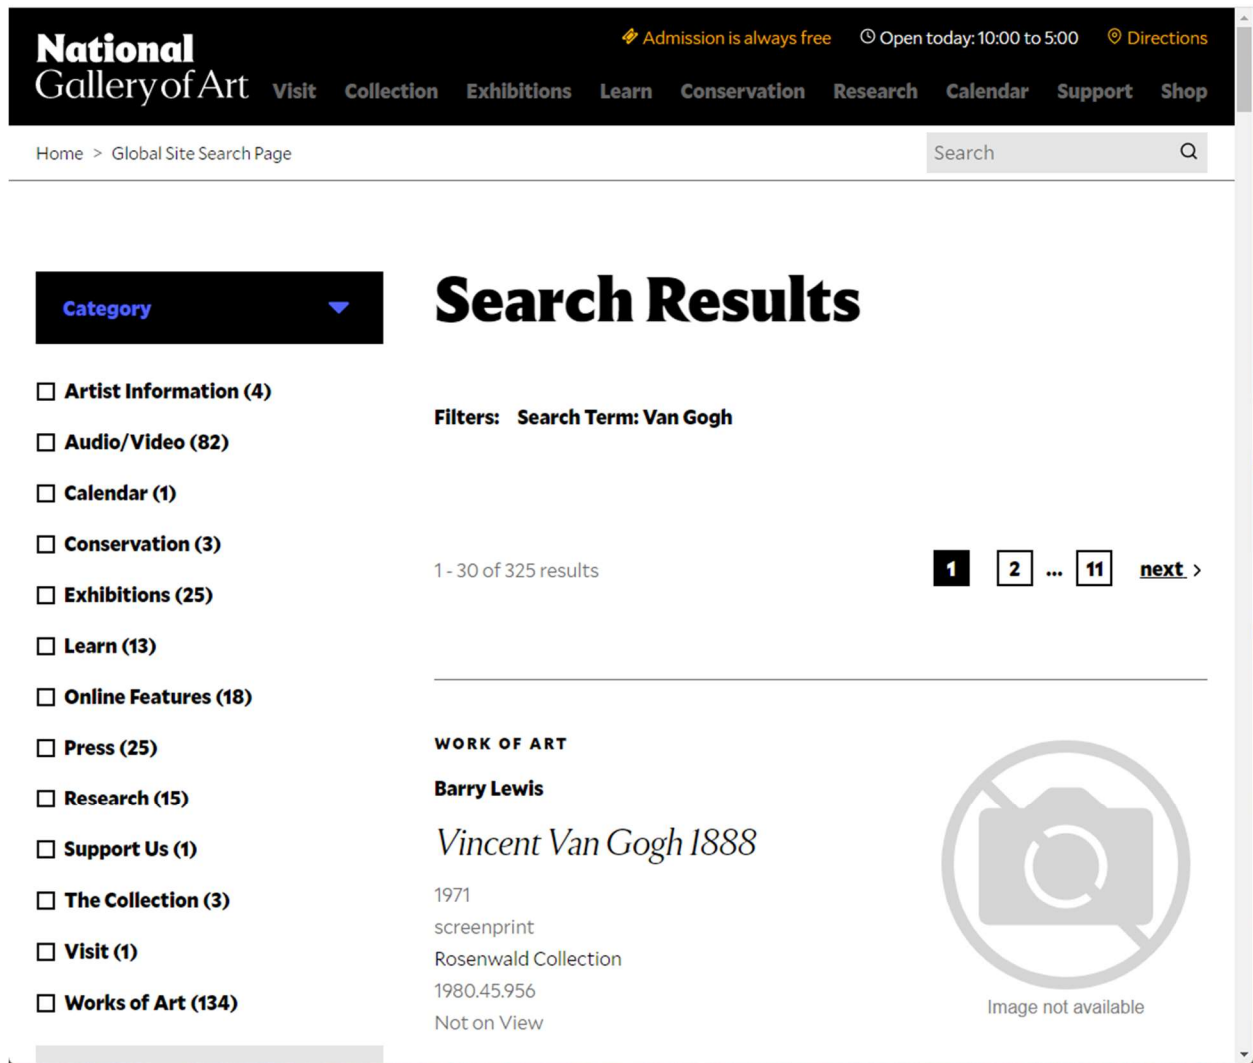 National
Gallery of Art
Admission is always free
Open today: 10:00 to 5:00
Directions
Visit
Collection
Exhibitions
Learn
Conservation
Research
Calendar
Support
Shop
Home > Global Site Search Page
Search
Category
Artist Information (4)
Audio/Video (82)
Calendar (1)
Conservation (3)
Exhibitions (25)
Learn (13)
Online Features (18)
Press (25)
Research (15)
Support Us (1)
The Collection (3)
Visit (1)
Works of Art (134)
Search Results
Filters: Search Term: Van Gogh
1 - 30 of 325 results
1 2 ... 11 next >
WORK OF ART
Barry Lewis
Vincent Van Gogh 1888
1971
screenprint
Rosenwald Collection
1980.45.956
Not on View
Image not available